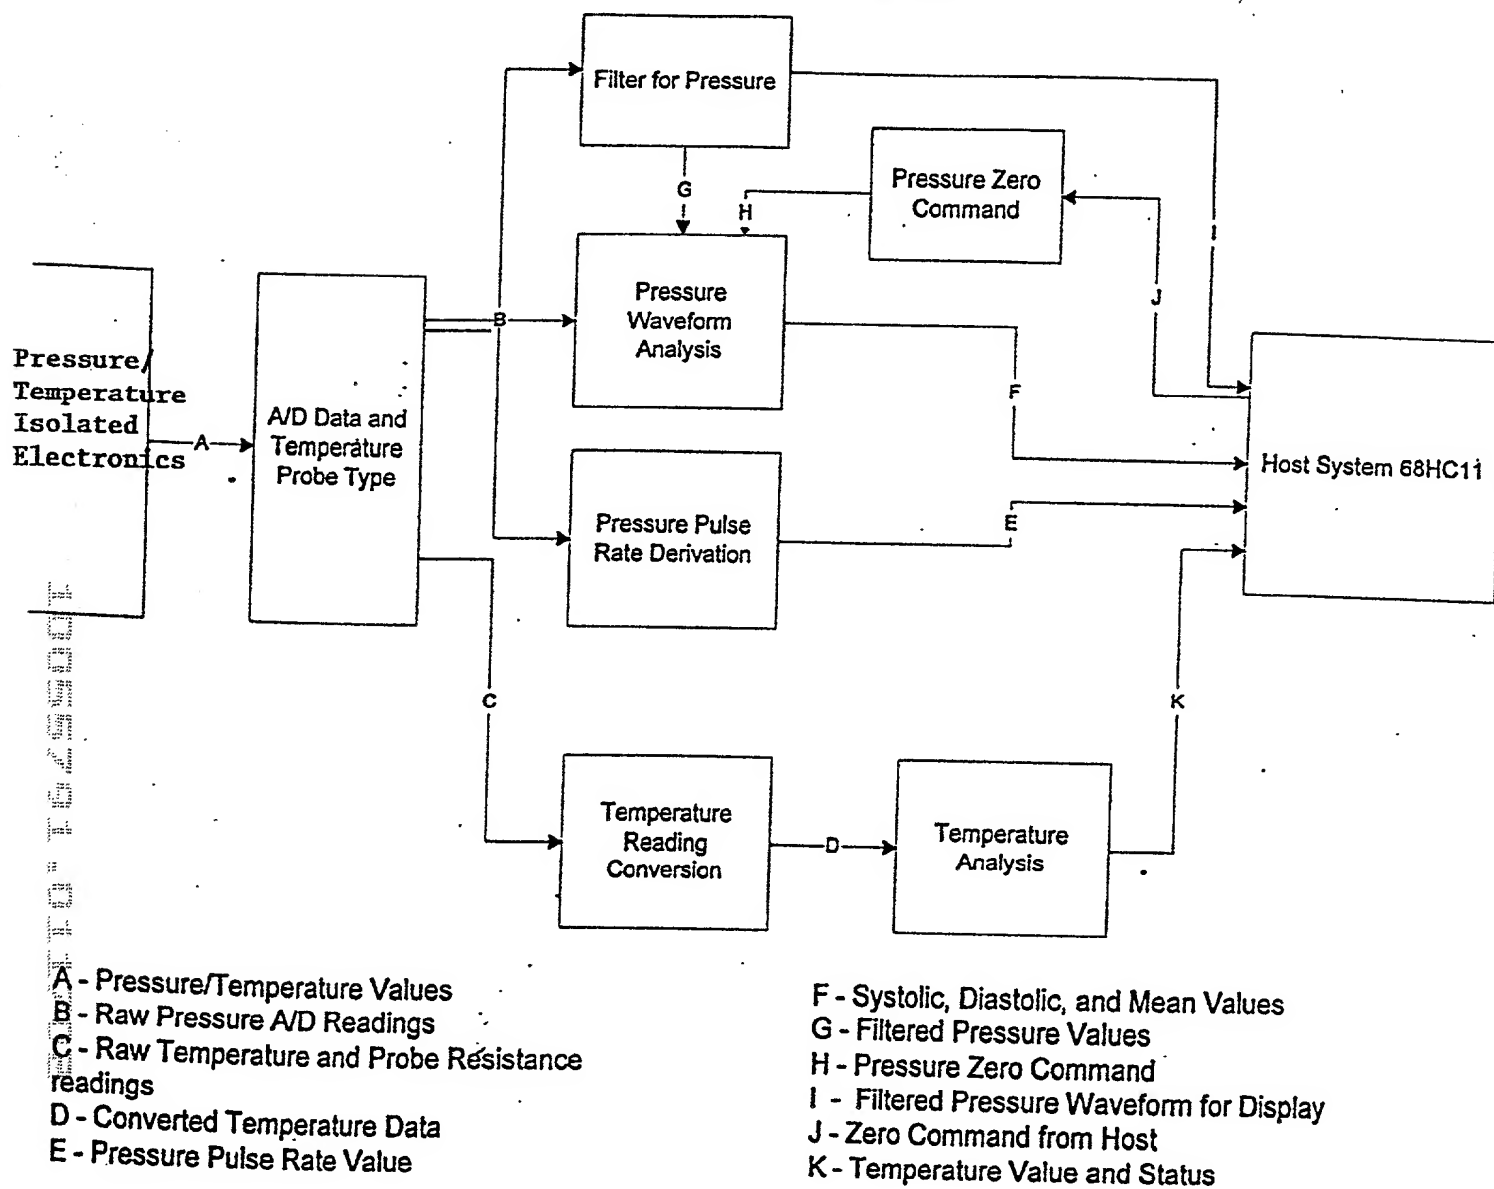 Filter for Pressure
G
H
Pressure Zero
Command
I
J
Pressure
Waveform
Analysis
B
F
Pressure/
Temperature
Isolated
Electronics
A
A/D Data and
Temperature
Probe Type
Host System 68HC11
Pressure Pulse
Rate Derivation
E
C
K
Temperature
Reading
Conversion
D
Temperature
Analysis
A - Pressure/Temperature Values
B - Raw Pressure A/D Readings
C - Raw Temperature and Probe Resistance
readings
D - Converted Temperature Data
E - Pressure Pulse Rate Value
F - Systolic, Diastolic, and Mean Values
G - Filtered Pressure Values
H - Pressure Zero Command
I - Filtered Pressure Waveform for Display
J - Zero Command from Host
K - Temperature Value and Status